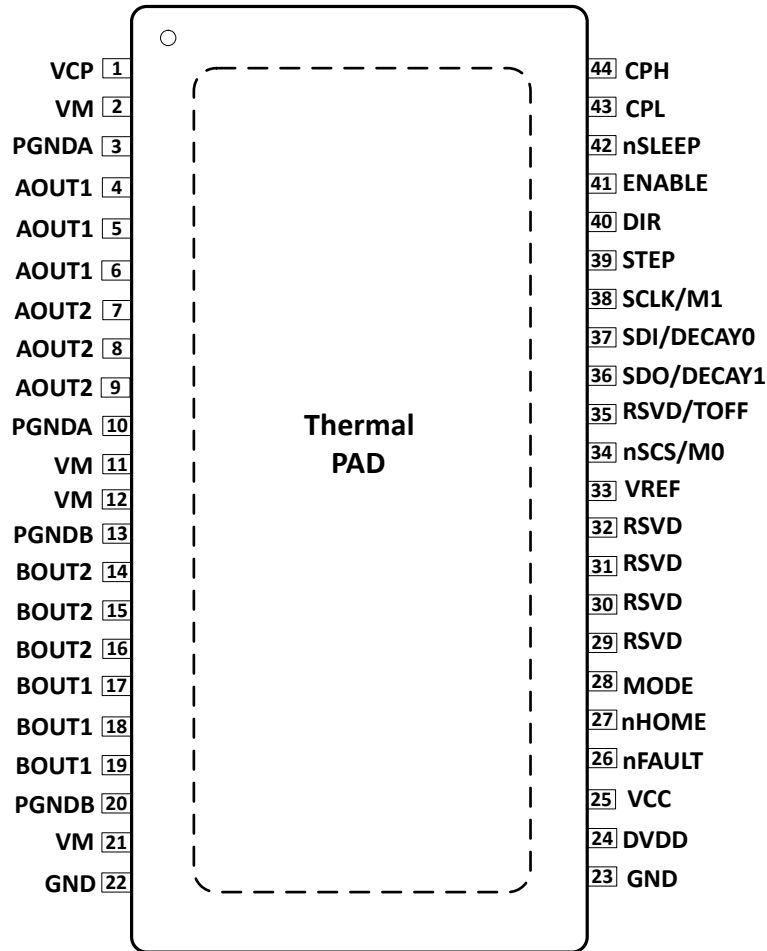 VCP 1
VM 2
PGNDA 3
AOUT1 4
AOUT1 5
AOUT1 6
AOUT2 7
AOUT2 8
AOUT2 9
PGNDA 10
VM 11
VM 12
PGNDB 13
BOUT2 14
BOUT2 15
BOUT2 16
BOUT1 17
BOUT1 18
BOUT1 19
PGNDB 20
VM 21
GND 22
Thermal
PAD
44 CPH
43 CPL
42 nSLEEP
41 ENABLE
40 DIR
39 STEP
38 SCLK/M1
37 SDI/DECAY0
36 SDO/DECAY1
35 RSVD/TOFF
34 nSCS/M0
33 VREF
32 RSVD
31 RSVD
30 RSVD
29 RSVD
28 MODE
27 nHOME
26 nFAULT
25 VCC
24 DVDD
23 GND